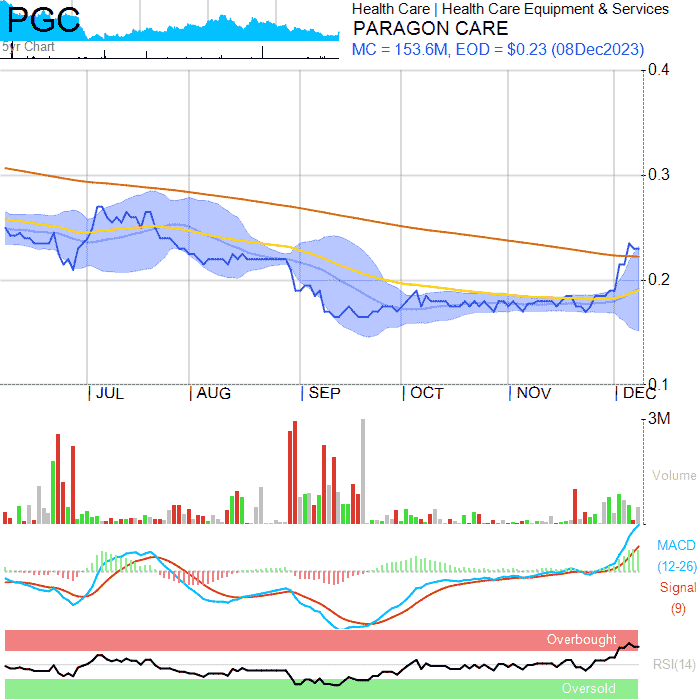 PGC
5yr Chart
Health Care | Health Care Equipment & Services
PARAGON CARE
MC = 153.6M, EOD = $0.23 (08Dec2023)
0.4
0.3
0.2
0.1
JUL AUG SEP OCT NOV DEC
3M
Volume
MACD
(12-26)
Signal
(9)
Overbought
RSI(14)
Oversold